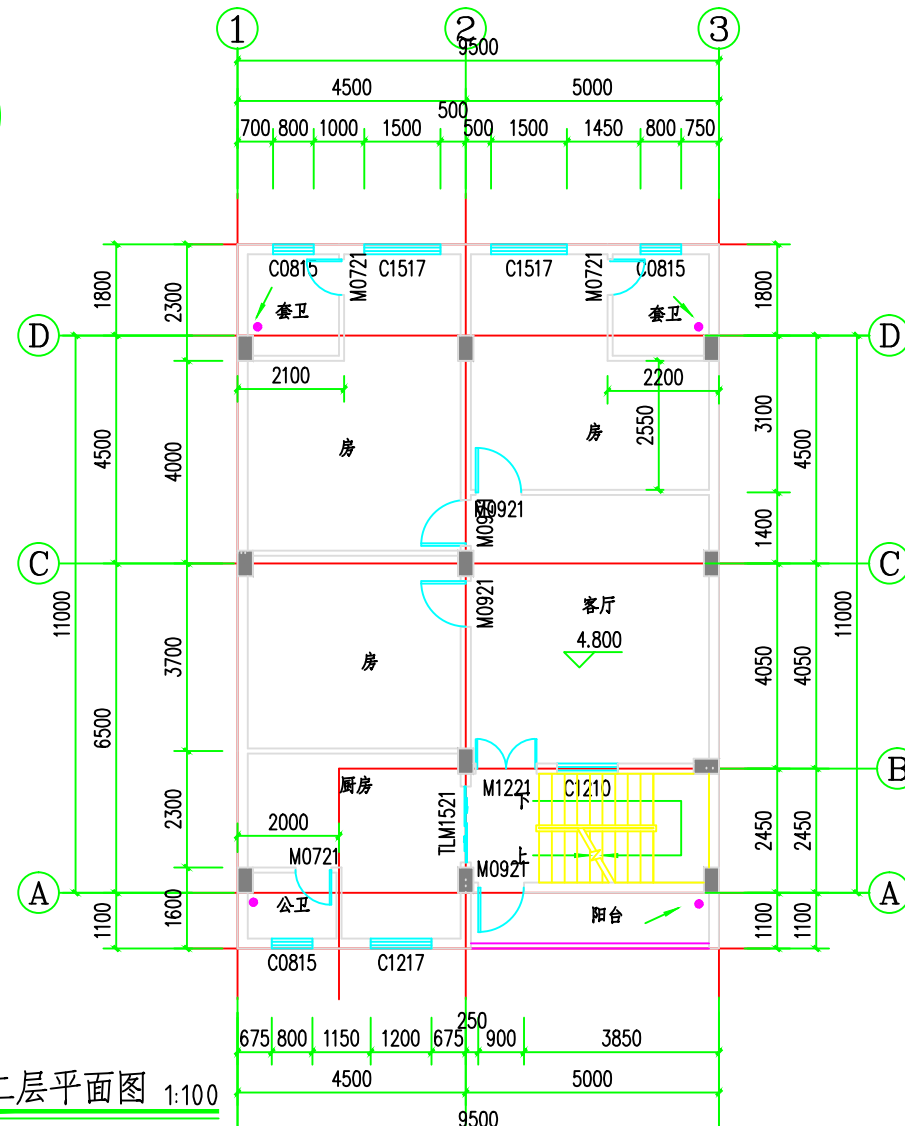 1 2 3
9500
4500 5000
500
700 800 1000 1500 500 1500 1450 800 750
C0815 M0721 C1517 C1517 M0721 C0815
1800 2300 套卫 套卫 1800
D D
2100 2200
4500 4000 房 房 2550 3100 4500
M0921 M0921
1400
C C
11000 M0921 客厅 11000
4.800
3700 房 4050 4050
6500
B
厨房 M1221 C1210
下
2300 2000 TLM1521 2450 2450
M0721 M0921 上
A A
1100 1600 公卫 阳台 1100 1100
C0815 C1217
250
675 800 1150 1200 675 900 3850
4500 5000
二层平面图 1:100
9500